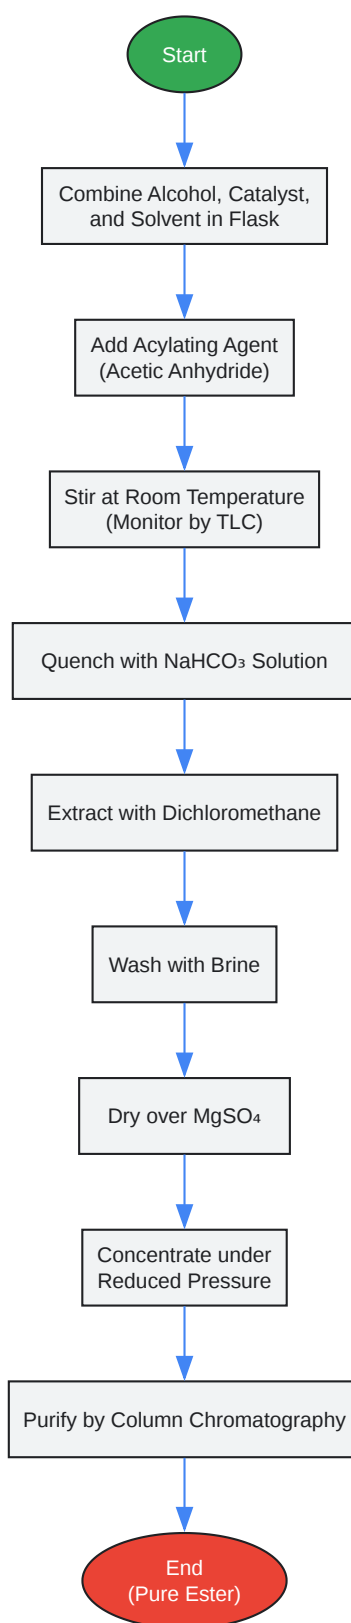 Start
Combine Alcohol, Catalyst,
and Solvent in Flask
Add Acylating Agent
(Acetic Anhydride)
Stir at Room Temperature
(Monitor by TLC)
Quench with NaHCO₃ Solution
Extract with Dichloromethane
Wash with Brine
Dry over MgSO₄
Concentrate under
Reduced Pressure
Purify by Column Chromatography
End
(Pure Ester)